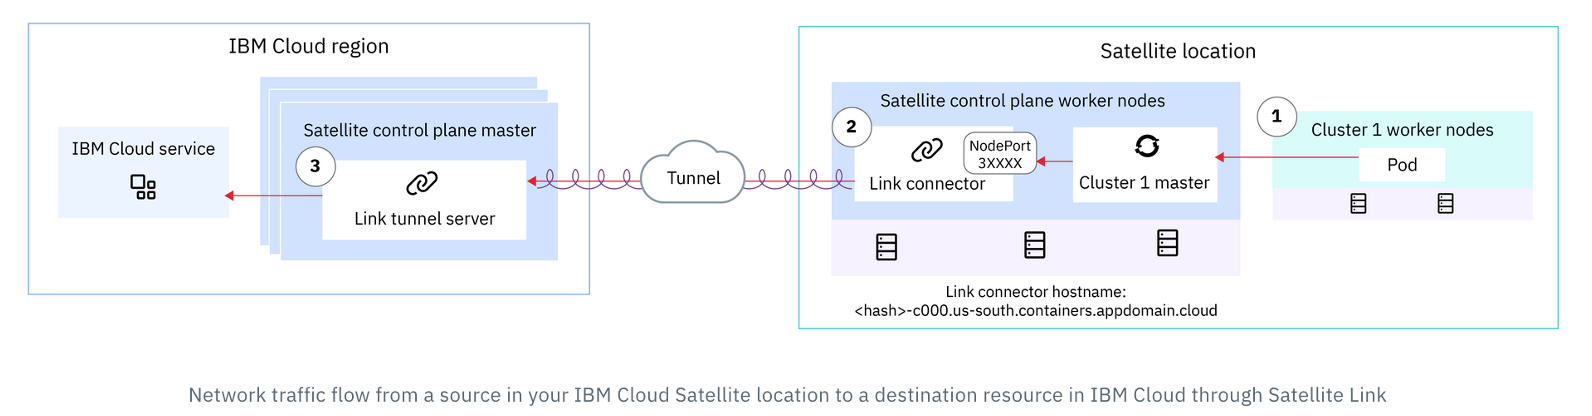 IBM Cloud region
Satellite control plane master
IBM Cloud service
3
Link tunnel server
Tunnel
Satellite location
Satellite control plane worker nodes
2
Link connector
NodePort
3XXXX
Cluster 1 master
1
Cluster 1 worker nodes
Pod
Link connector hostname:
<hash>-c000.us-south.containers.appdomain.cloud
Network traffic flow from a source in your IBM Cloud Satellite location to a destination resource in IBM Cloud through Satellite Link